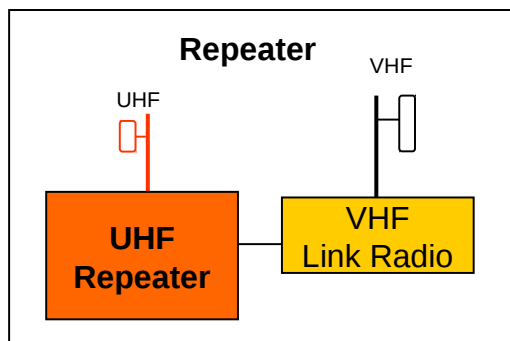 Repeater
VHF
UHF
UHF
Repeater
VHF
Link Radio